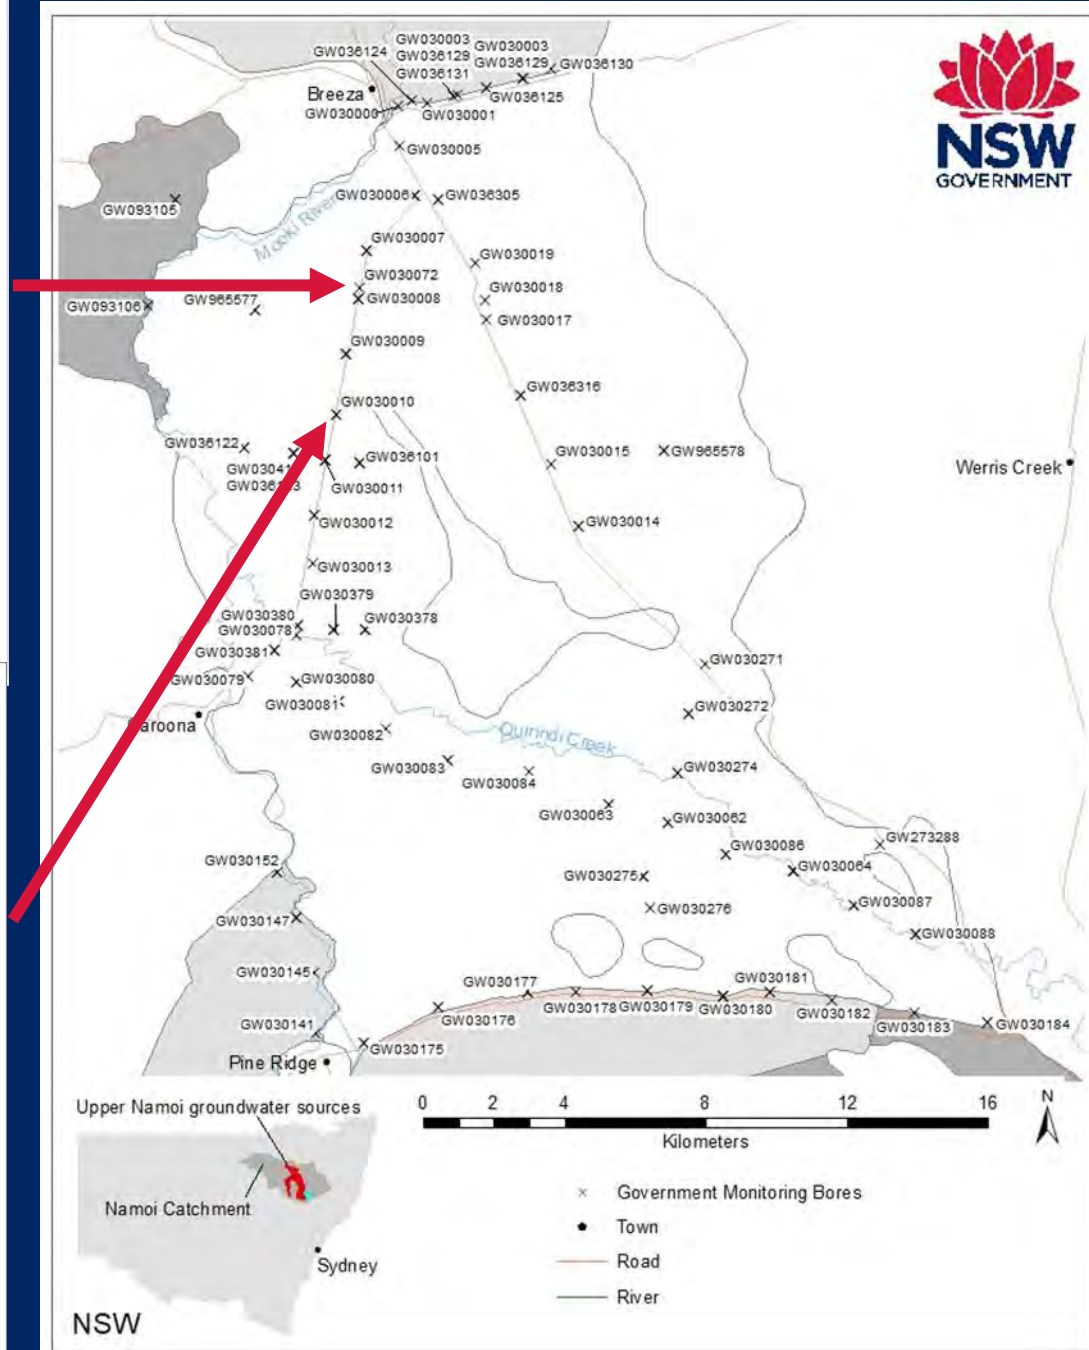 GW030003
GW030003
GW036124
GW036129
GW036129
GW036130
GW036131
GW036125
Breeza
GW030000
GW030001
GW030005
NSW
GOVERNMENT
GW030006
GW036305
GW093105
Mooki River
GW030007
GW030019
GW030072
GW030018
GW093106
GW965577
GW030008
GW030017
GW030009
GW036316
GW030010
GW036122
GW965578
GW036101
GW030015
Werris Creek
GW030011
GW030012
GW030014
GW030013
GW030379
GW030380
GW030378
GW030078
GW030381
GW030271
GW030079
GW030080
GW030081
GW030272
GW030082
Quirindi Creek
GW030083
GW030274
GW030084
GW030063
GW030062
GW273288
GW030086
GW030152
GW030064
GW030275
GW030087
GW030276
GW030147
GW030088
GW030145
GW030177
GW030181
GW030178
GW030179
GW030180
GW030182
GW030176
GW030183
GW030184
GW030141
GW030175
Pine Ridge
Upper Namoi groundwater sources
0 2 4 8 12 16
Kilometers
N
Namoi Catchment
Sydney
NSW
Government Monitoring Bores
Town
Road
River